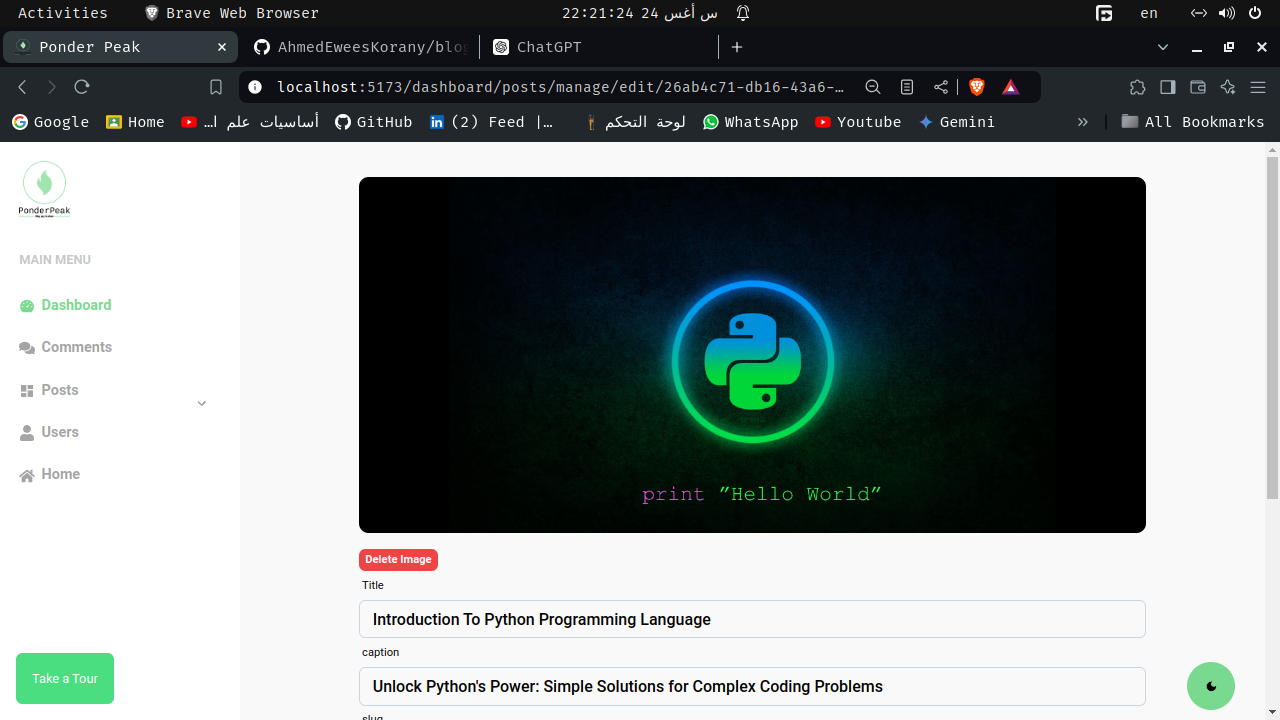 Activities
Brave Web Browser
س أغس 24 22:21:24
en
Ponder Peak
AhmedEweesKorany/blog
ChatGPT
localhost:5173/dashboard/posts/manage/edit/26ab4c71-db16-43a6-…
Google
Home
أساسيات علم ا…
GitHub
(2) Feed |…
لوحة التحكم
WhatsApp
Youtube
Gemini
All Bookmarks
PonderPeak
MAIN MENU
Dashboard
Comments
Posts
Users
Home
Take a Tour
print ”Hello World”
Delete Image
Title
Introduction To Python Programming Language
caption
Unlock Python's Power: Simple Solutions for Complex Coding Problems
slug